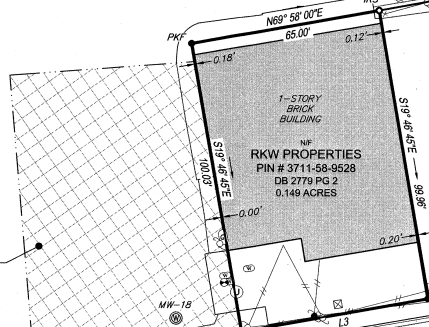 IRS
N69° 58' 00"E
65.00'
PKF
0.18'
0.12'
1-STORY
BRICK
BUILDING
N/F
RKW PROPERTIES
PIN # 3711-58-9528
DB 2779 PG 2
0.149 ACRES
S19° 46' 45"E
100.03'
S19° 46' 45"E
99.96'
0.00'
0.20'
W
W
MW-18
W
L3